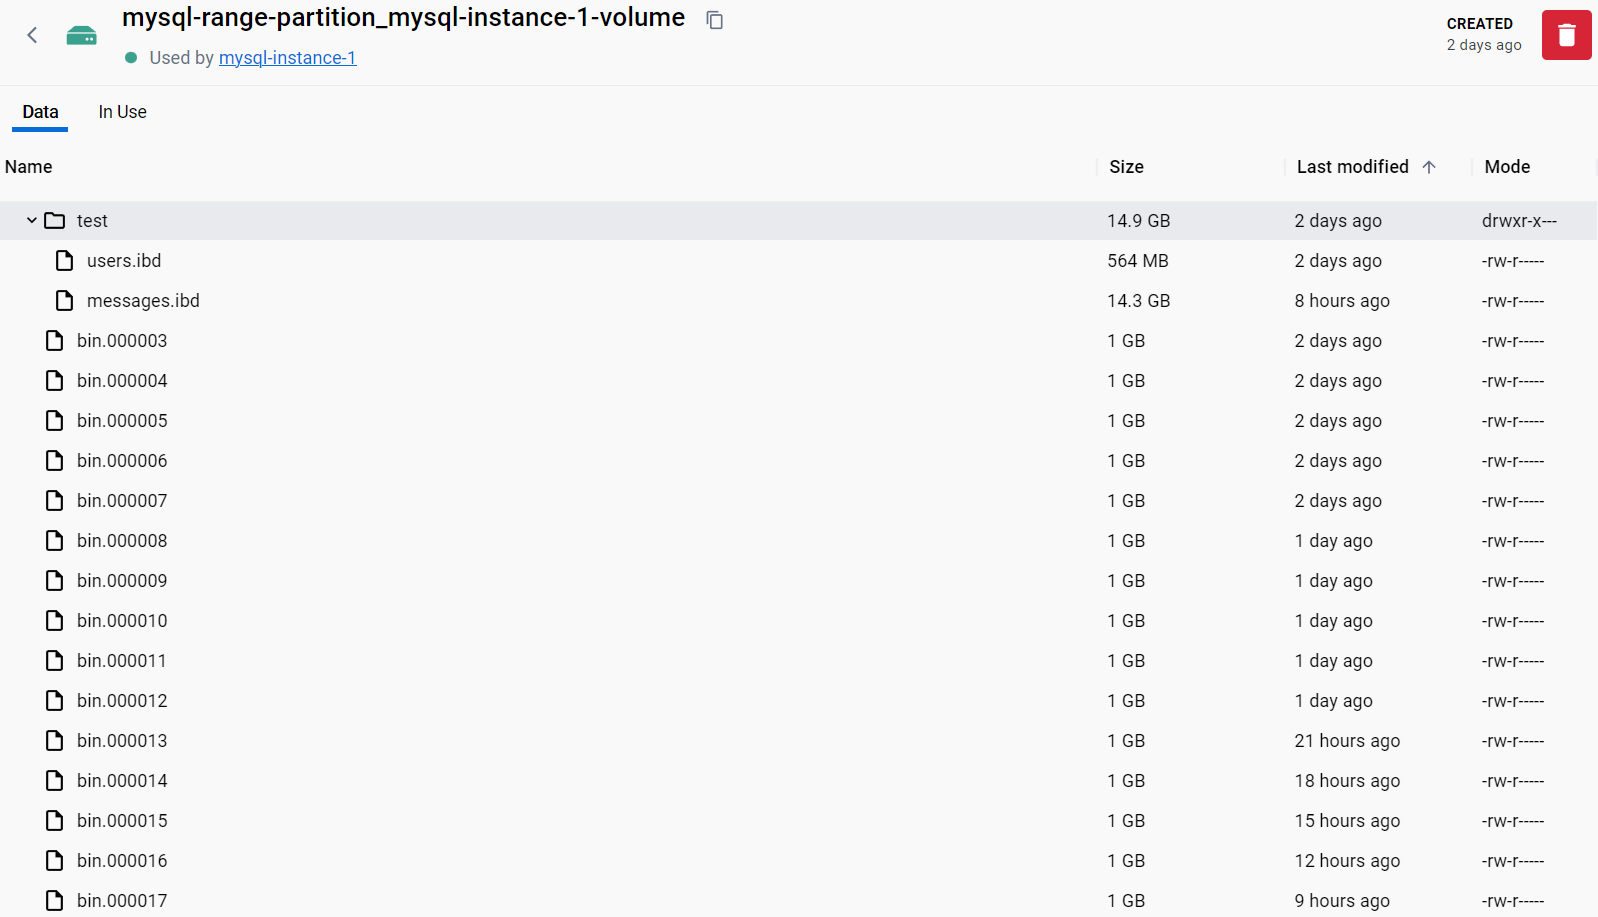 mysql-range-partition_mysql-instance-1-volume
Used by mysql-instance-1
CREATED
2 days ago
Data In Use
Name Size Last modified Mode
test 14.9 GB 2 days ago drwxr-x---
users.ibd 564 MB 2 days ago -rw-r-----
messages.ibd 14.3 GB 8 hours ago -rw-r-----
bin.000003 1 GB 2 days ago -rw-r-----
bin.000004 1 GB 2 days ago -rw-r-----
bin.000005 1 GB 2 days ago -rw-r-----
bin.000006 1 GB 2 days ago -rw-r-----
bin.000007 1 GB 2 days ago -rw-r-----
bin.000008 1 GB 1 day ago -rw-r-----
bin.000009 1 GB 1 day ago -rw-r-----
bin.000010 1 GB 1 day ago -rw-r-----
bin.000011 1 GB 1 day ago -rw-r-----
bin.000012 1 GB 1 day ago -rw-r-----
bin.000013 1 GB 21 hours ago -rw-r-----
bin.000014 1 GB 18 hours ago -rw-r-----
bin.000015 1 GB 15 hours ago -rw-r-----
bin.000016 1 GB 12 hours ago -rw-r-----
bin.000017 1 GB 9 hours ago -rw-r-----